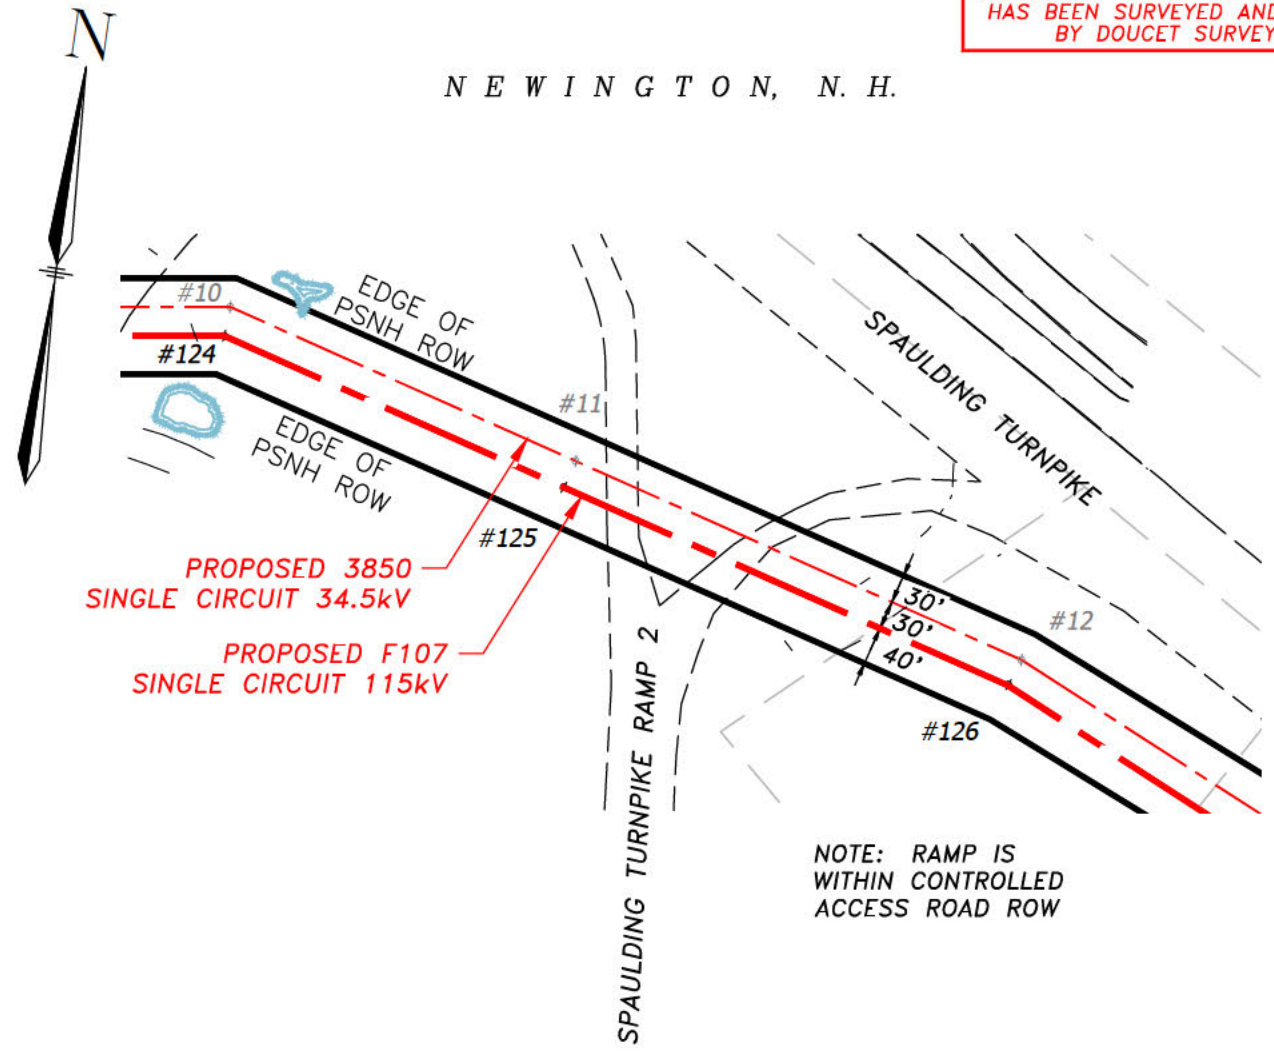 HAS BEEN SURVEYED AND
BY DOUCET SURVEY
N
NEWINGTON, N. H.
#10
EDGE OF
PSNH ROW
#124
#11
SPAULDING TURNPIKE
EDGE OF
PSNH ROW
#125
PROPOSED 3850
SINGLE CIRCUIT 34.5kV
30'
30'
40'
#12
PROPOSED F107
SINGLE CIRCUIT 115kV
#126
SPAULDING TURNPIKE RAMP 2
NOTE: RAMP IS
WITHIN CONTROLLED
ACCESS ROAD ROW